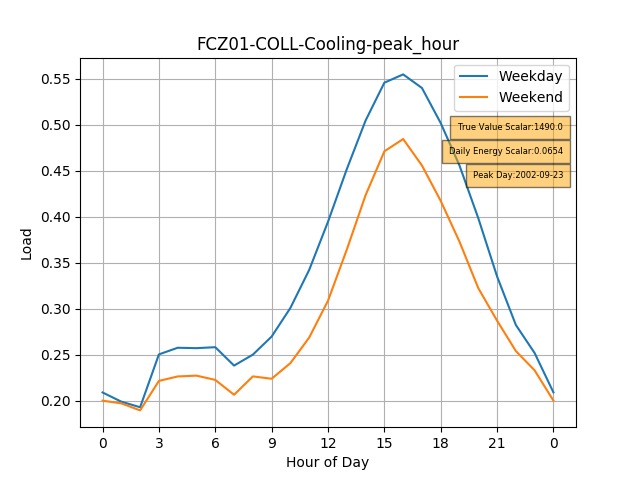 FCZ01-COLL-Cooling-peak_hour
Weekday
Weekend
True Value Scalar:1490.0
Daily Energy Scalar:0.0654
Peak Day:2002-09-23
Load
0.55
0.50
0.45
0.40
0.35
0.30
0.25
0.20
0 3 6 9 12 15 18 21 0
Hour of Day